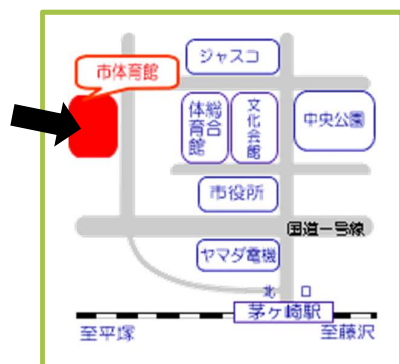 ジャスコ
市体育館
総合
体育館
文化会館
中央公園
市役所
国道一号線
ヤマダ電機
北 口
茅ヶ崎駅
至平塚
至藤沢